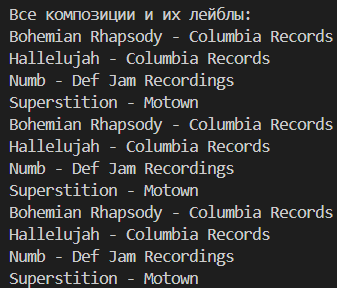 Все композиции и их лейблы:
Bohemian Rhapsody - Columbia Records
Hallelujah - Columbia Records
Numb - Def Jam Recordings
Superstition - Motown
Bohemian Rhapsody - Columbia Records
Hallelujah - Columbia Records
Numb - Def Jam Recordings
Superstition - Motown
Bohemian Rhapsody - Columbia Records
Hallelujah - Columbia Records
Numb - Def Jam Recordings
Superstition - Motown